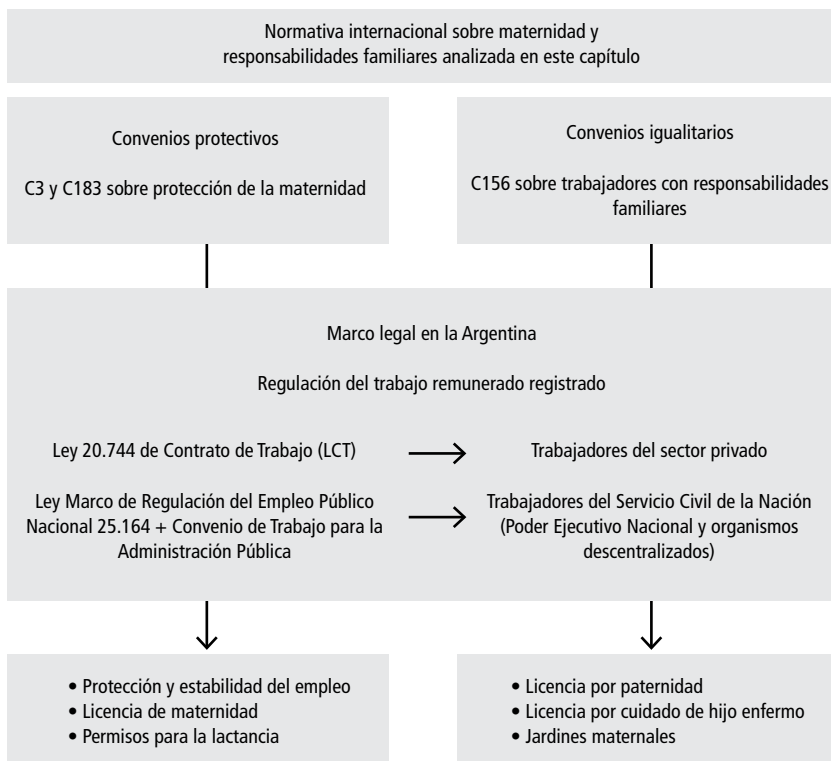 Normativa internacional sobre maternidad y
responsabilidades familiares analizada en este capítulo
Convenios protectivos
C3 y C183 sobre protección de la maternidad
Convenios igualitarios
C156 sobre trabajadores con responsabilidades
familiares
Marco legal en la Argentina
Regulación del trabajo remunerado registrado
Ley 20.744 de Contrato de Trabajo (LCT)
Trabajadores del sector privado
Ley Marco de Regulación del Empleo Público
Nacional 25.164 + Convenio de Trabajo para la
Administración Pública
Trabajadores del Servicio Civil de la Nación
(Poder Ejecutivo Nacional y organismos
descentralizados)
• Protección y estabilidad del empleo
• Licencia de maternidad
• Permisos para la lactancia
• Licencia por paternidad
• Licencia por cuidado de hijo enfermo
• Jardines maternales